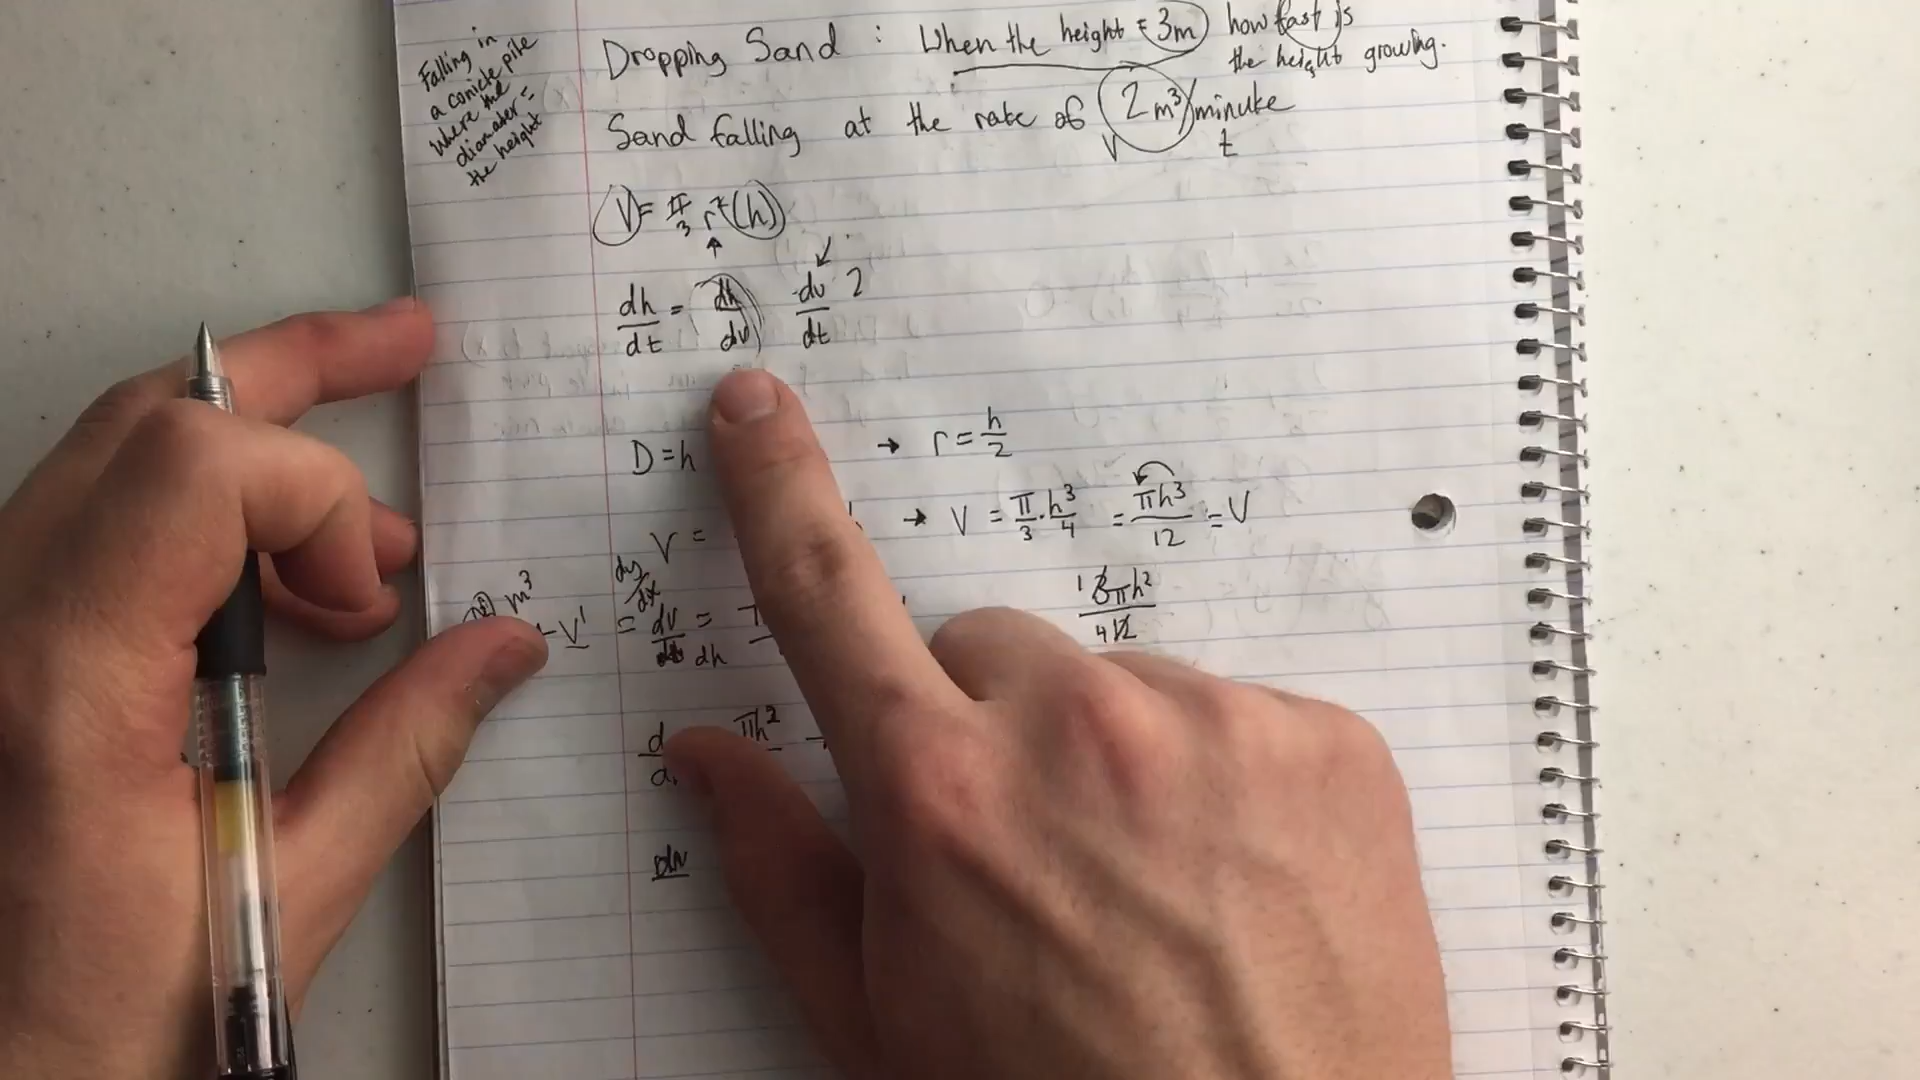 Falling in
a conicle pile
Where the
diamater =
the height
Dropping Sand : When the height = 3m how fast is
the height growing.
Sand falling at the rate of 2m³/minute
V t
V = π/3 r² (h)
dh/dt = dh/dv dv/dt 2
D = h → r = h/2
V = → V = π/3 · h³/4 = πh³/12 = V
dy/dx
m³
V' = dv/dh =
1 3πh²
4 12
πh²